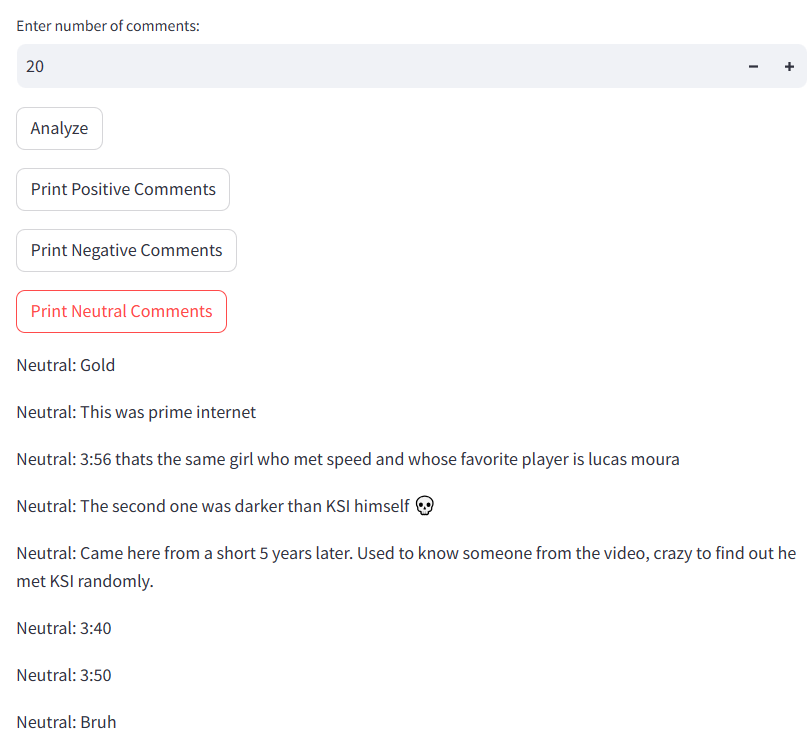 Enter number of comments:
20
Analyze
Print Positive Comments
Print Negative Comments
Print Neutral Comments
Neutral: Gold
Neutral: This was prime internet
Neutral: 3:56 thats the same girl who met speed and whose favorite player is lucas moura
Neutral: The second one was darker than KSI himself 💀
Neutral: Came here from a short 5 years later. Used to know someone from the video, crazy to find out he
met KSI randomly.
Neutral: 3:40
Neutral: 3:50
Neutral: Bruh